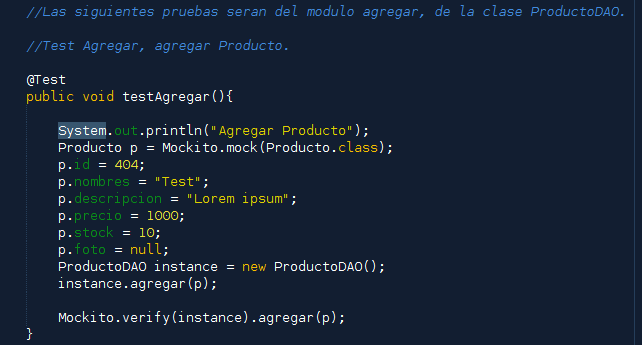 //Las siguientes pruebas seran del modulo agregar, de la clase ProductoDAO.
//Test Agregar, agregar Producto.
@Test
public void testAgregar(){
System.out.println("Agregar Producto");
Producto p = Mockito.mock(Producto.class);
p.id = 404;
p.nombres = "Test";
p.descripcion = "Lorem ipsum";
p.precio = 1000;
p.stock = 10;
p.foto = null;
ProductoDAO instance = new ProductoDAO();
instance.agregar(p);
Mockito.verify(instance).agregar(p);
}